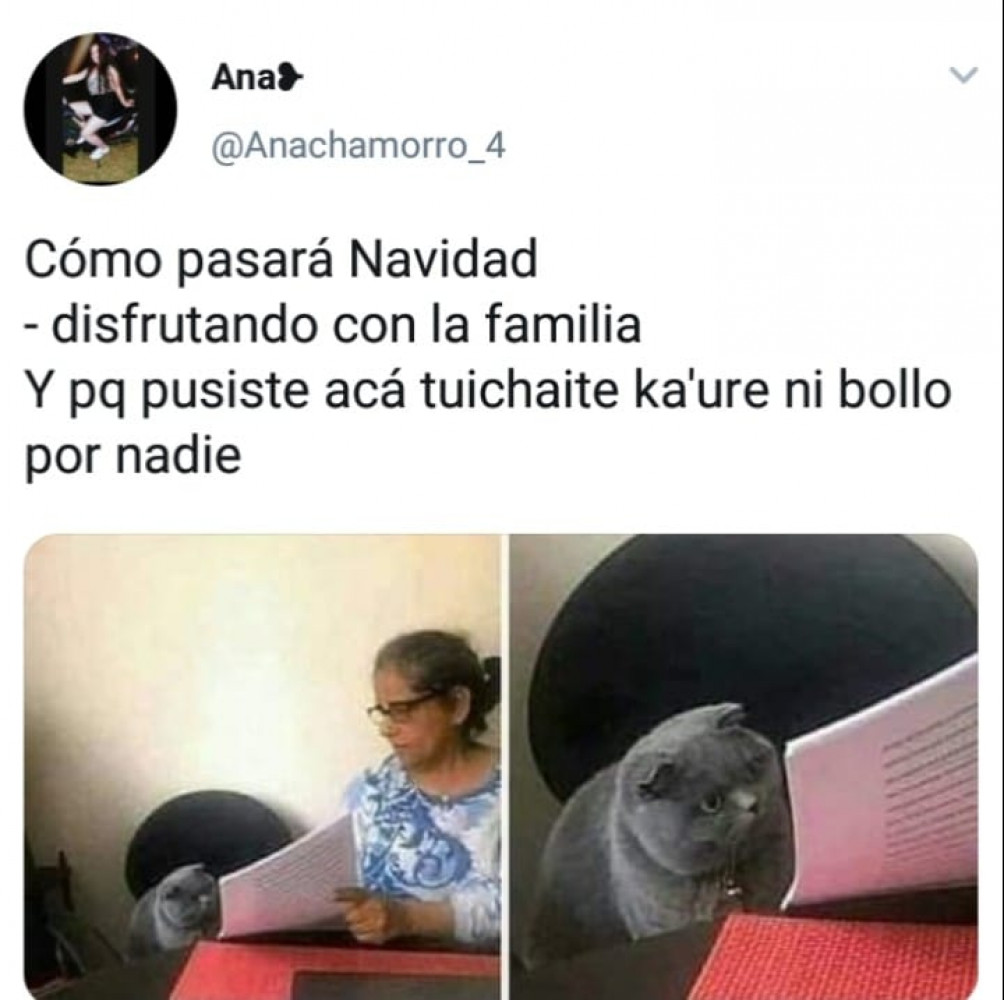 Ana❥
@Anachamorro_4
Cómo pasará Navidad
- disfrutando con la familia
Y pq pusiste acá tuichaite ka'ure ni bollo
por nadie